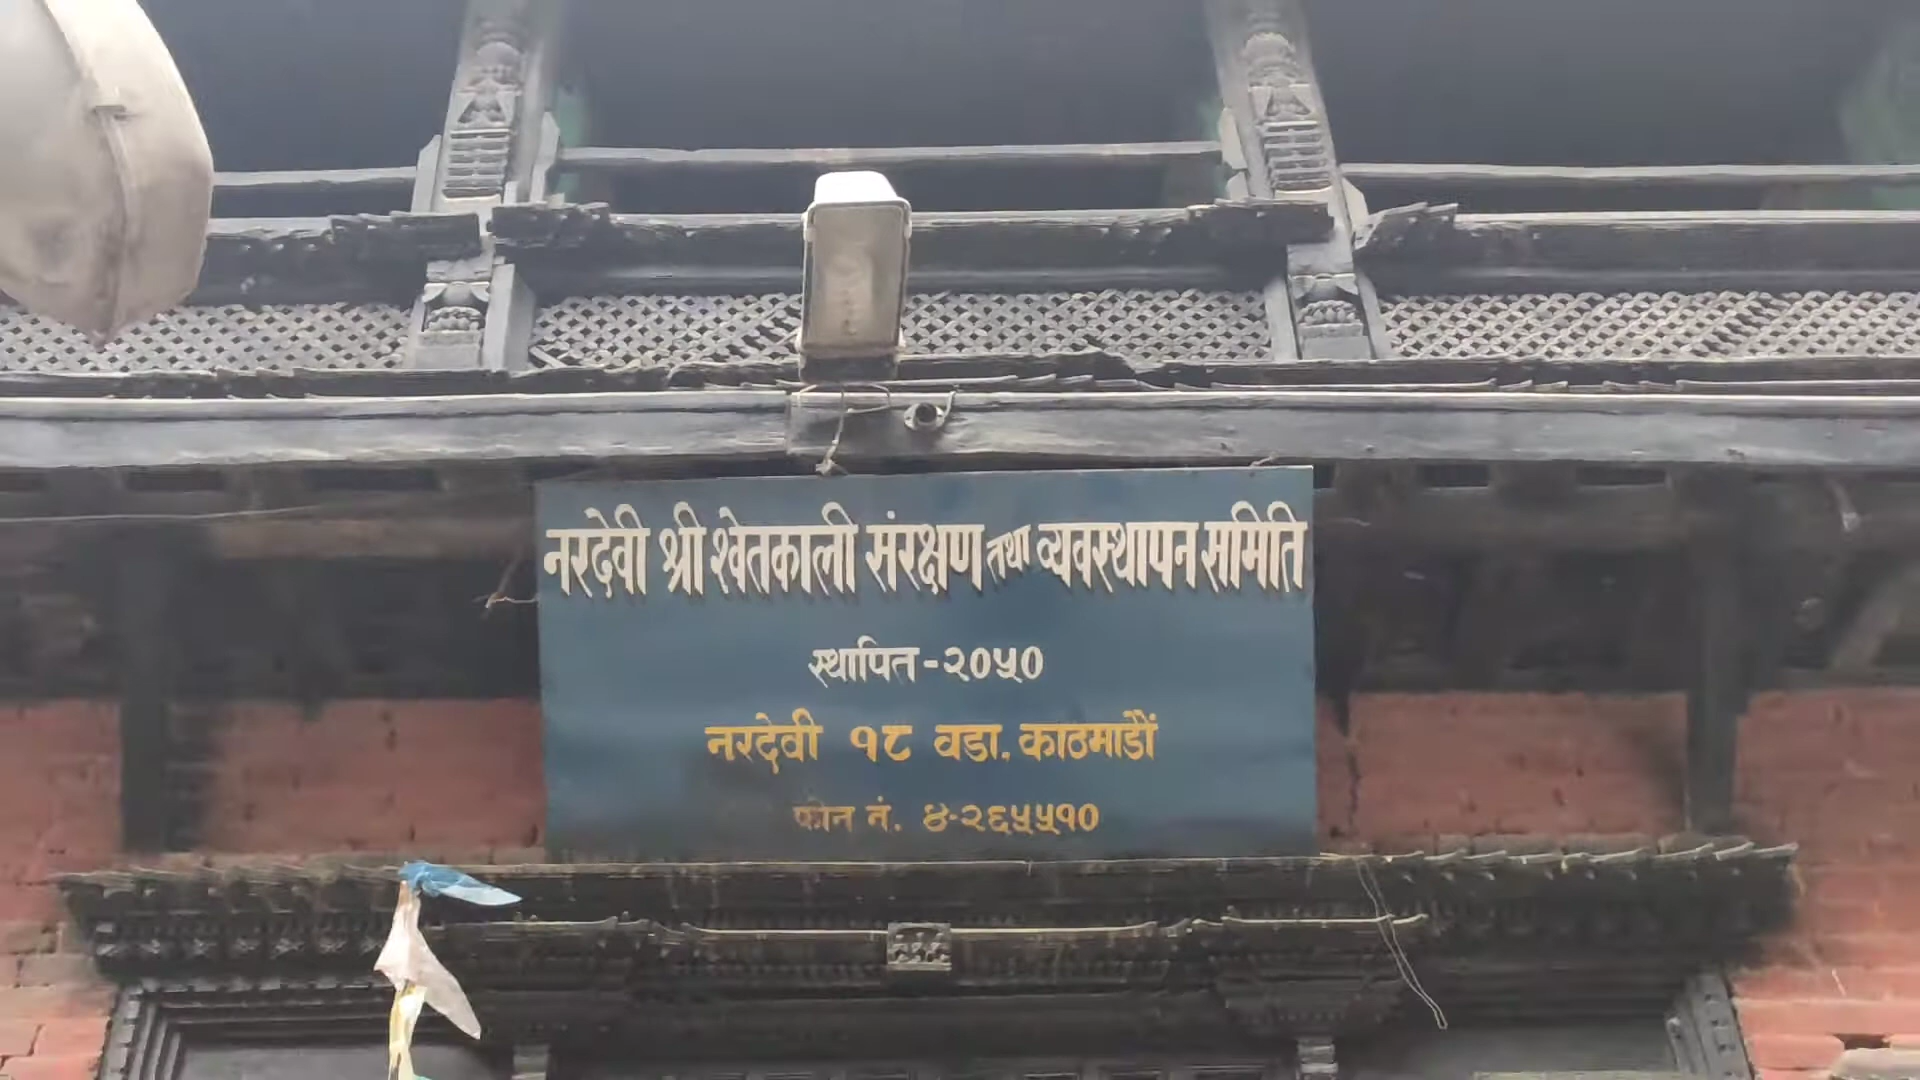 नरदेवी श्री श्वेतकाली संरक्षण तथा व्यवस्थापन समिति
स्थापित-२०५०
नरदेवी १८ वडा. काठमाडौं
फोन नं. ४-२६५५१०